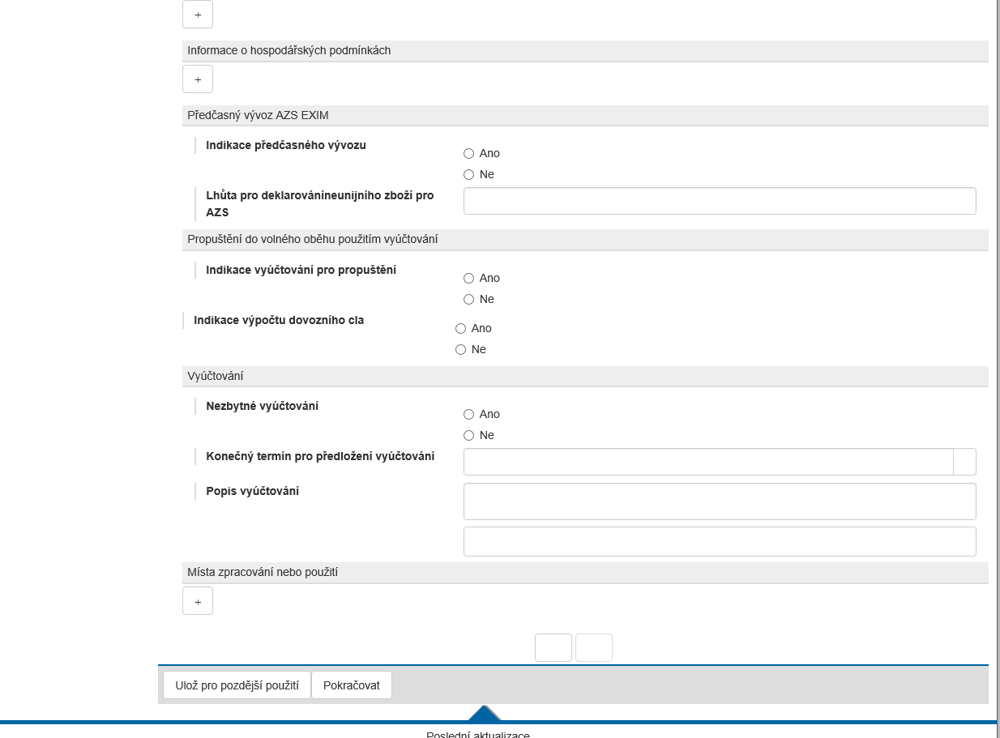 +
Informace o hospodářských podmínkách
+
Předčasný vývoz AZS EXIM
Indikace předčasného vývozu
Ano
Ne
Lhůta pro deklarováníneunijního zboží pro
AZS
Propuštění do volného oběhu použitím vyúčtování
Indikace vyúčtování pro propuštění
Ano
Ne
Indikace výpočtu dovozního cla
Ano
Ne
Vyúčtování
Nezbytné vyúčtování
Ano
Ne
Konečný termín pro předložení vyúčtování
Popis vyúčtování
Místa zpracování nebo použití
+
Ulož pro pozdější použití Pokračovat
Poslední aktualizace